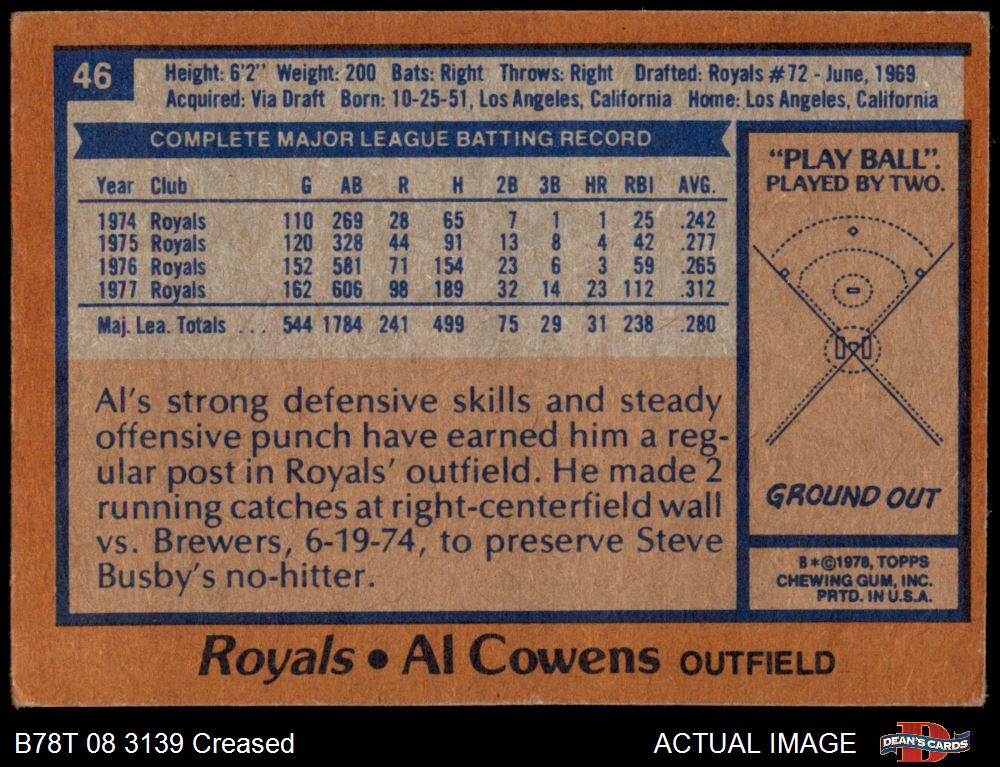 46
Height: 6'2" Weight: 200 Bats: Right Throws: Right Drafted: Royals #72 - June, 1969
Acquired: Via Draft Born: 10-25-51, Los Angeles, California Home: Los Angeles, California
COMPLETE MAJOR LEAGUE BATTING RECORD
Year Club G AB R H 2B 3B HR RBI AVG.
1974 Royals 110 269 28 65 7 1 1 25 .242
1975 Royals 120 328 44 91 13 8 4 42 .277
1976 Royals 152 581 71 154 23 6 3 59 .265
1977 Royals 162 606 98 189 32 14 23 112 .312
Maj. Lea. Totals ... 544 1784 241 499 75 29 31 238 .280
Al's strong defensive skills and steady
offensive punch have earned him a reg-
ular post in Royals' outfield. He made 2
running catches at right-centerfield wall
vs. Brewers, 6-19-74, to preserve Steve
Busby's no-hitter.
"PLAY BALL".
PLAYED BY TWO.
GROUND OUT
B*©1978, TOPPS
CHEWING GUM, INC.
PRTD. IN U.S.A.
Royals • Al Cowens OUTFIELD
B78T 08 3139 Creased
ACTUAL IMAGE
D
DEAN'S CARDS